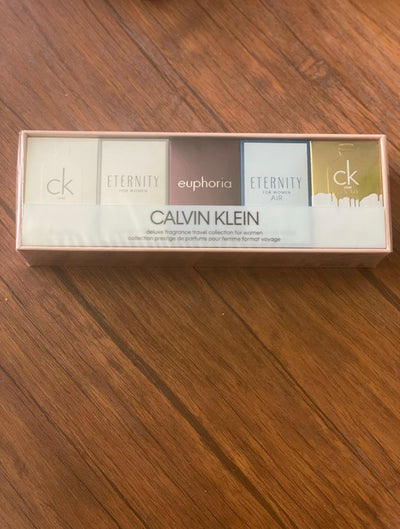 ck
one
ETERNITY
FOR WOMEN
euphoria
ETERNITY
FOR WOMEN
AIR
ck
CALVIN KLEIN
deluxe fragrance travel collection for women
collection prestige de parfums pour femme format voyage